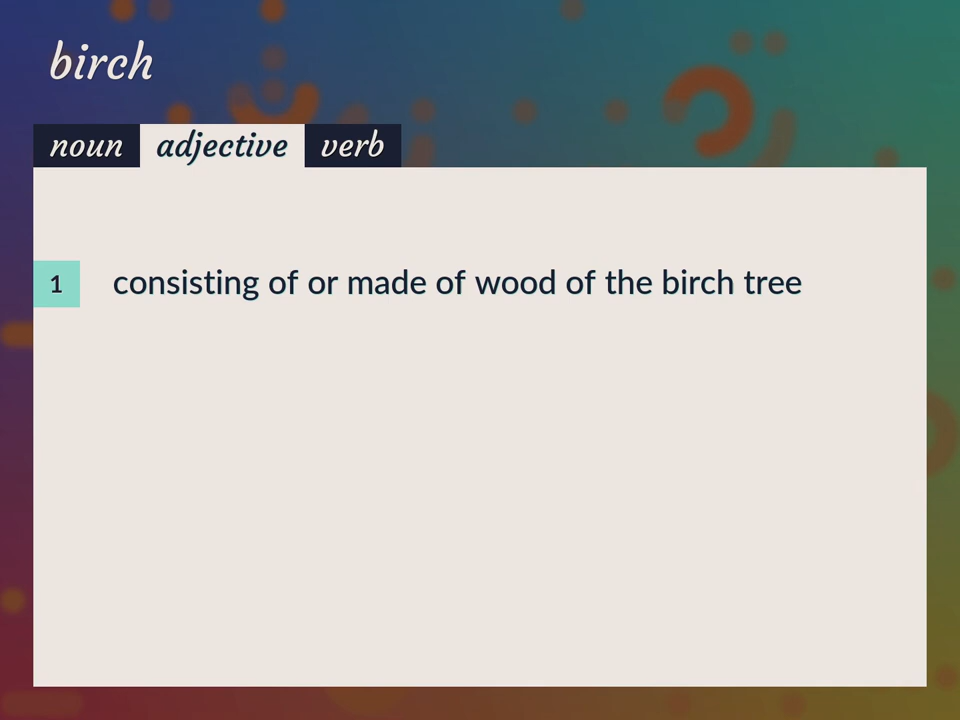 birch
noun adjective verb
1 consisting of or made of wood of the birch tree